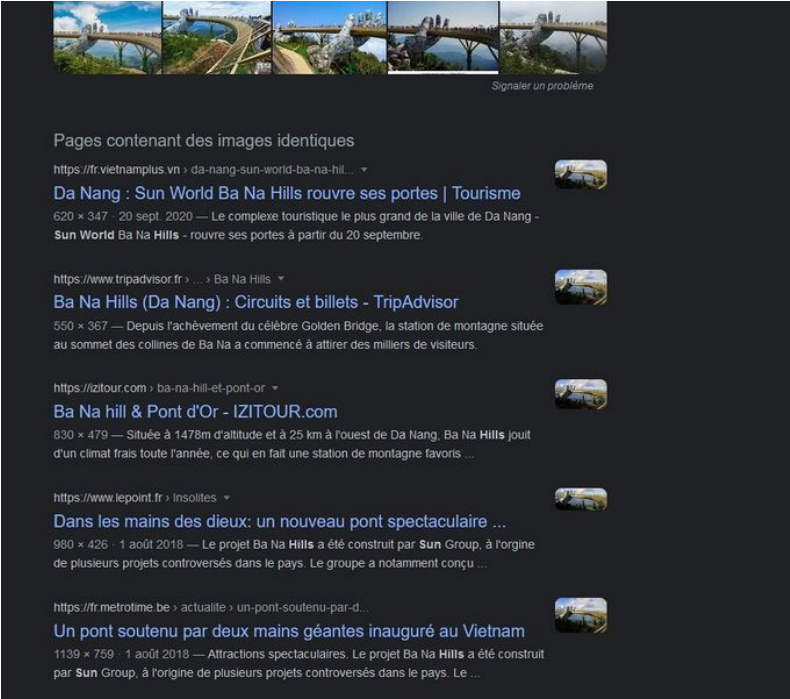 Signaler un problème
Pages contenant des images identiques
https://fr.vietnamplus.vn › da-nang-sun-world-ba-na-hil...
Da Nang : Sun World Ba Na Hills rouvre ses portes | Tourisme
620 × 347 · 20 sept. 2020 — Le complexe touristique le plus grand de la ville de Da Nang -
Sun World Ba Na Hills - rouvre ses portes à partir du 20 septembre.
https://www.tripadvisor.fr › ... › Ba Na Hills
Ba Na Hills (Da Nang) : Circuits et billets - TripAdvisor
550 × 367 — Depuis l'achèvement du célèbre Golden Bridge, la station de montagne située
au sommet des collines de Ba Na a commencé à attirer des milliers de visiteurs.
https://izitour.com › ba-na-hill-et-pont-or
Ba Na hill & Pont d'Or - IZITOUR.com
830 × 479 — Située à 1478m d'altitude et à 25 km à l'ouest de Da Nang, Ba Na Hills jouit
d'un climat frais toute l'année, ce qui en fait une station de montagne favoris ...
https://www.lepoint.fr › Insolites
Dans les mains des dieux: un nouveau pont spectaculaire ...
980 × 426 · 1 août 2018 — Le projet Ba Na Hills a été construit par Sun Group, à l'orgine
de plusieurs projets controversés dans le pays. Le groupe a notamment conçu ...
https://fr.metrotime.be › actualite › un-pont-soutenu-par-d...
Un pont soutenu par deux mains géantes inauguré au Vietnam
1139 × 759 · 1 août 2018 — Attractions spectaculaires. Le projet Ba Na Hills a été construit
par Sun Group, à l'origine de plusieurs projets controversés dans le pays. Le ...